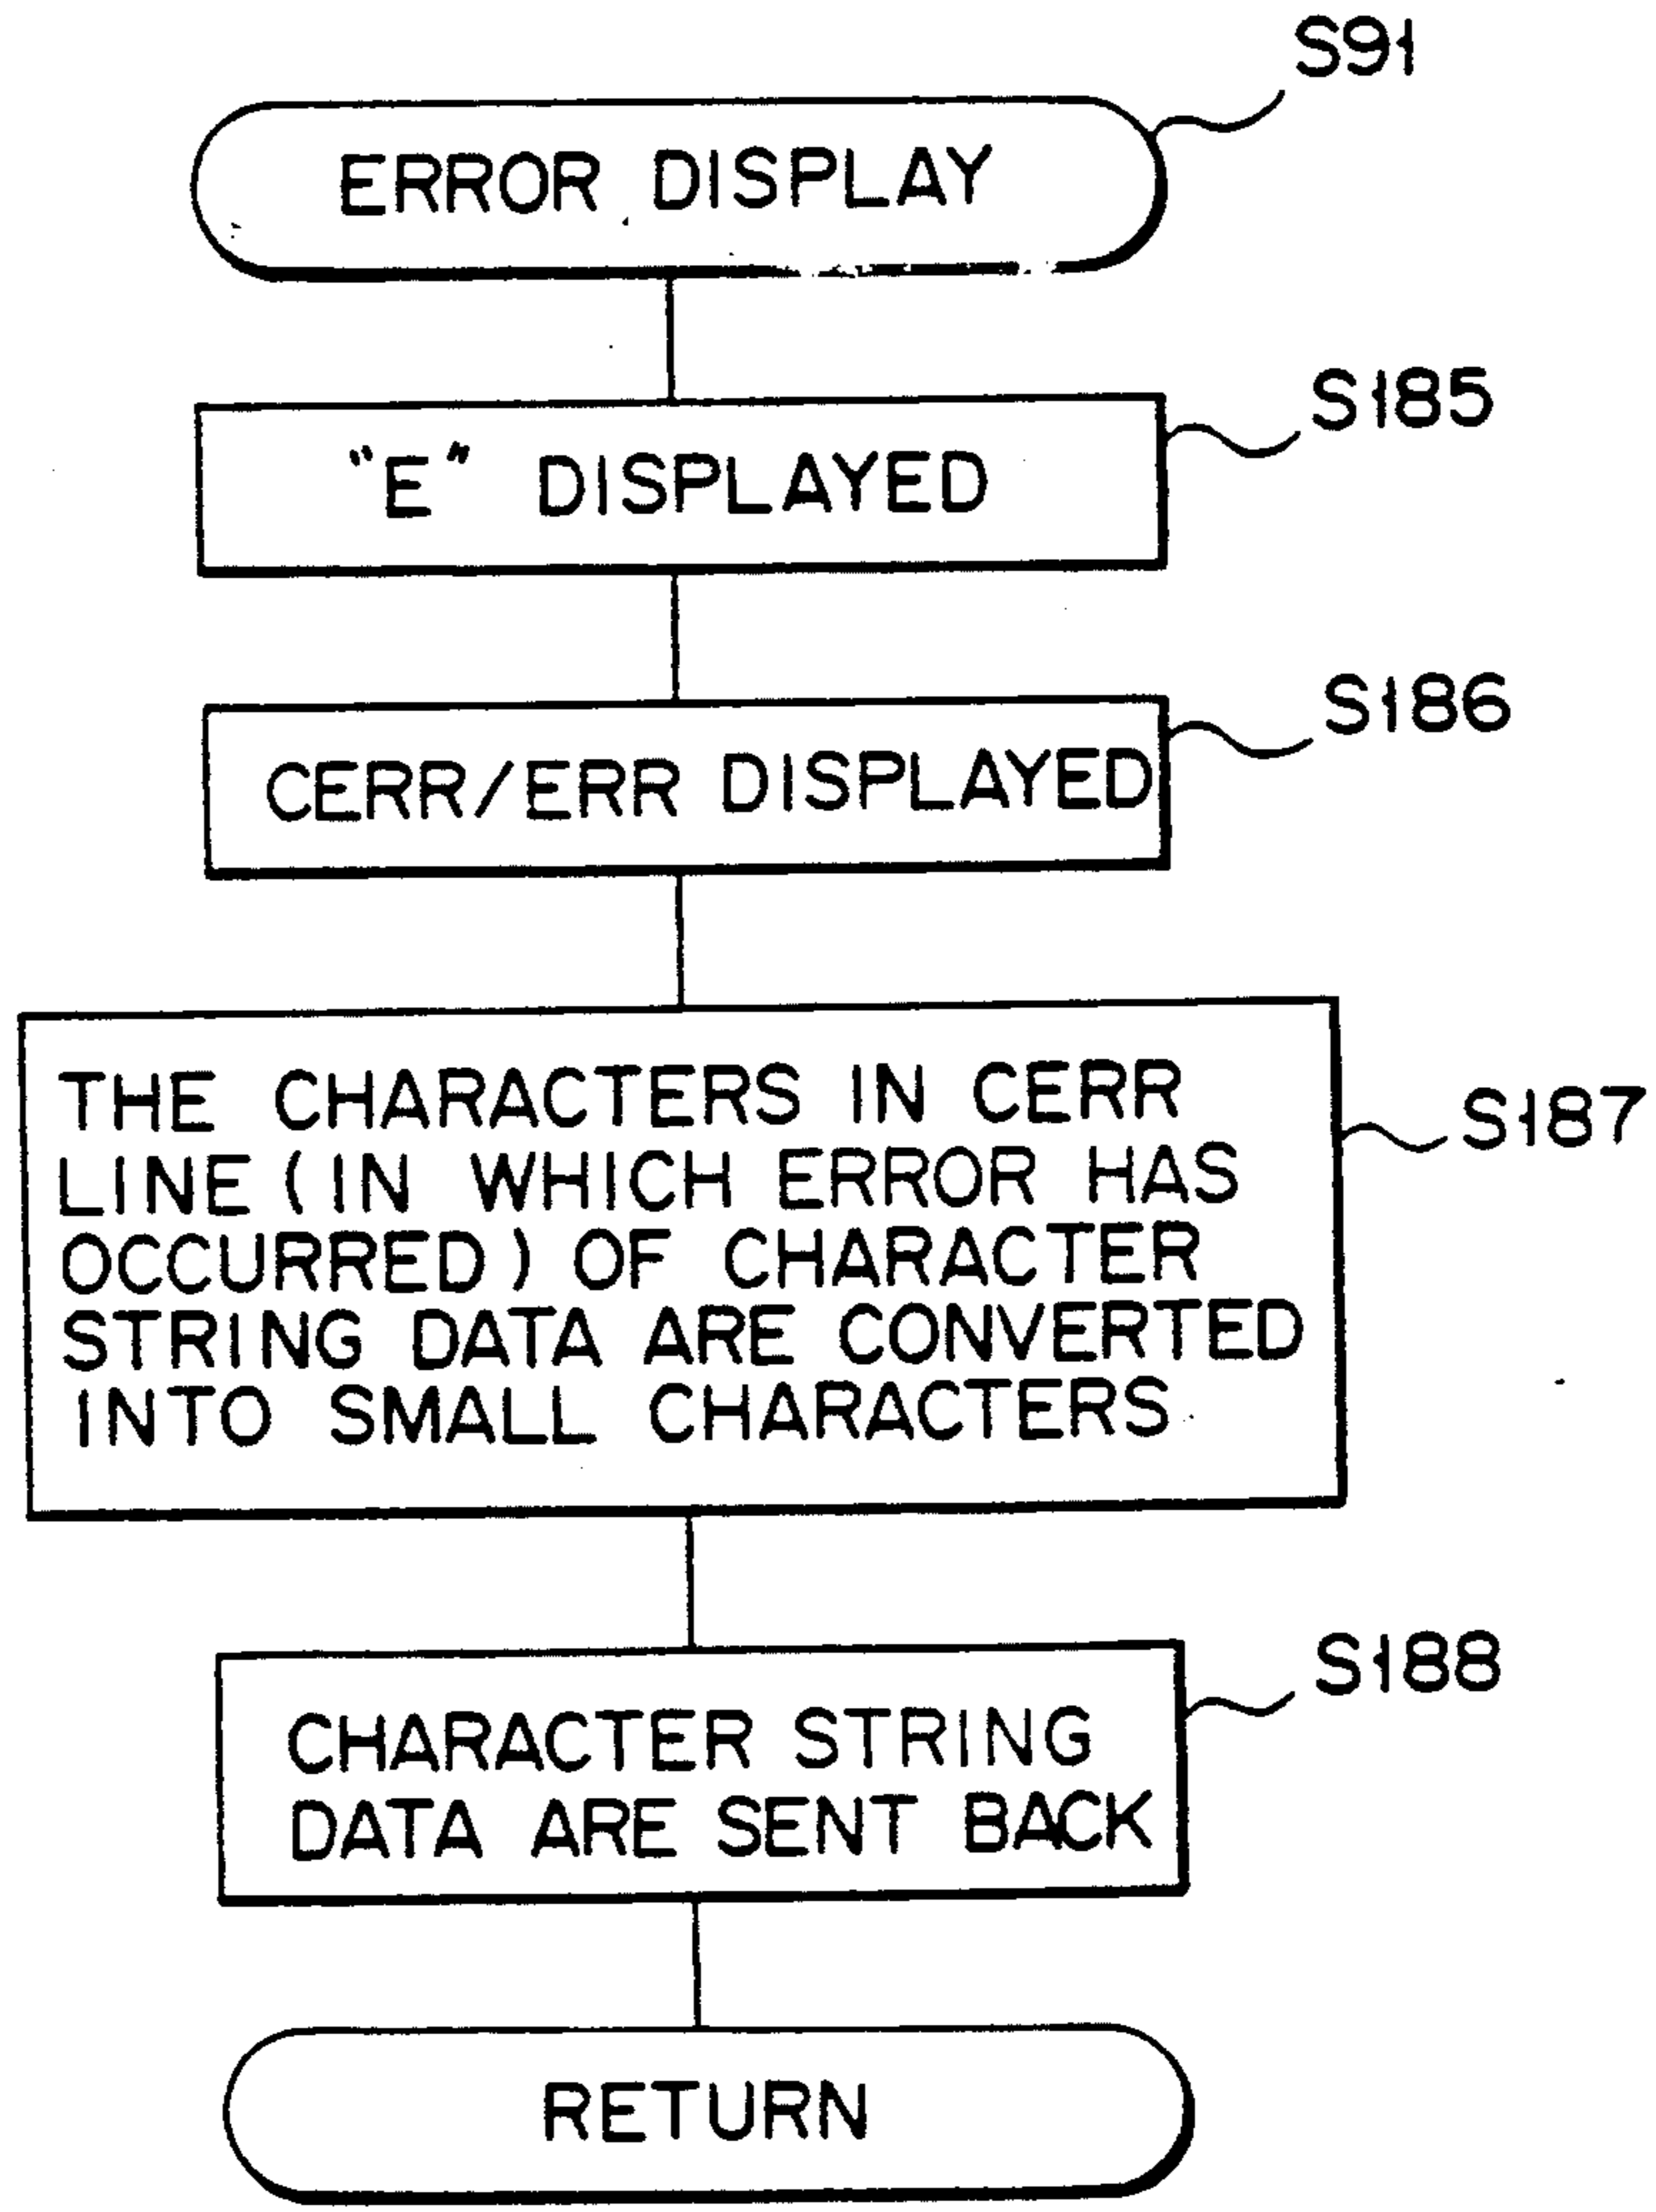 S91
ERROR DISPLAY
S185
"E" DISPLAYED
S186
CERR/ERR DISPLAYED
THE CHARACTERS IN CERR
LINE (IN WHICH ERROR HAS
OCCURRED) OF CHARACTER
STRING DATA ARE CONVERTED
INTO SMALL CHARACTERS
S187
S188
CHARACTER STRING
DATA ARE SENT BACK
RETURN